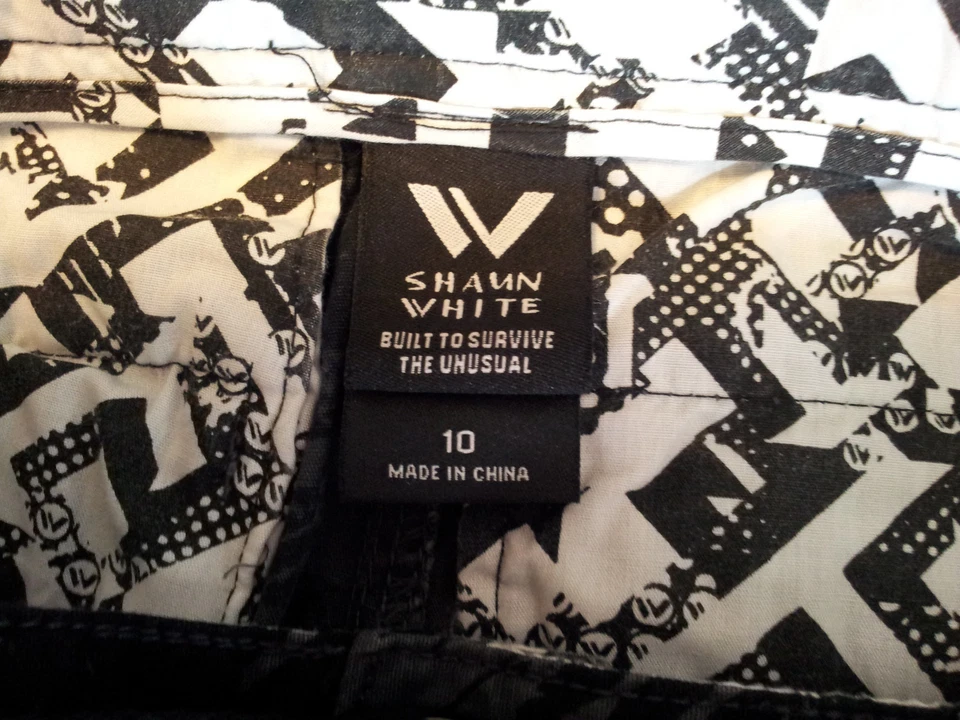 SHAUN
WHITE
BUILT TO SURVIVE
THE UNUSUAL
10
MADE IN CHINA